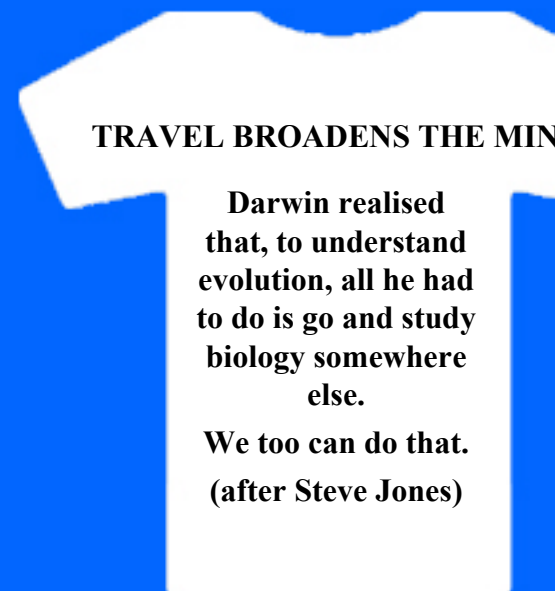 TRAVEL BROADENS THE MIN
Darwin realised
that, to understand
evolution, all he had
to do is go and study
biology somewhere
else.
We too can do that.
(after Steve Jones)